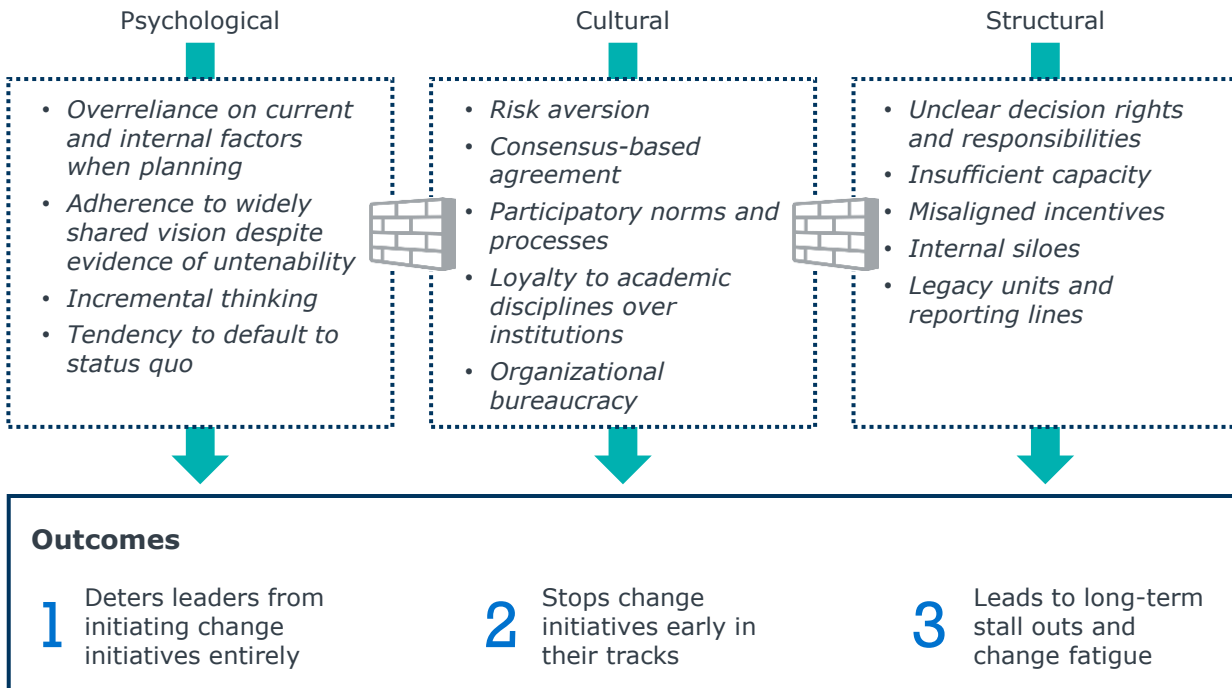 Psychological
Cultural
Structural
• Overreliance on current
and internal factors
when planning
• Adherence to widely
shared vision despite
evidence of untenability
• Incremental thinking
• Tendency to default to
status quo
• Risk aversion
• Consensus-based
agreement
• Participatory norms and
processes
• Loyalty to academic
disciplines over
institutions
• Organizational
bureaucracy
• Unclear decision rights
and responsibilities
• Insufficient capacity
• Misaligned incentives
• Internal siloes
• Legacy units and
reporting lines
Outcomes
1
Deters leaders from
initiating change
initiatives entirely
2
Stops change
initiatives early in
their tracks
3
Leads to long-term
stall outs and
change fatigue